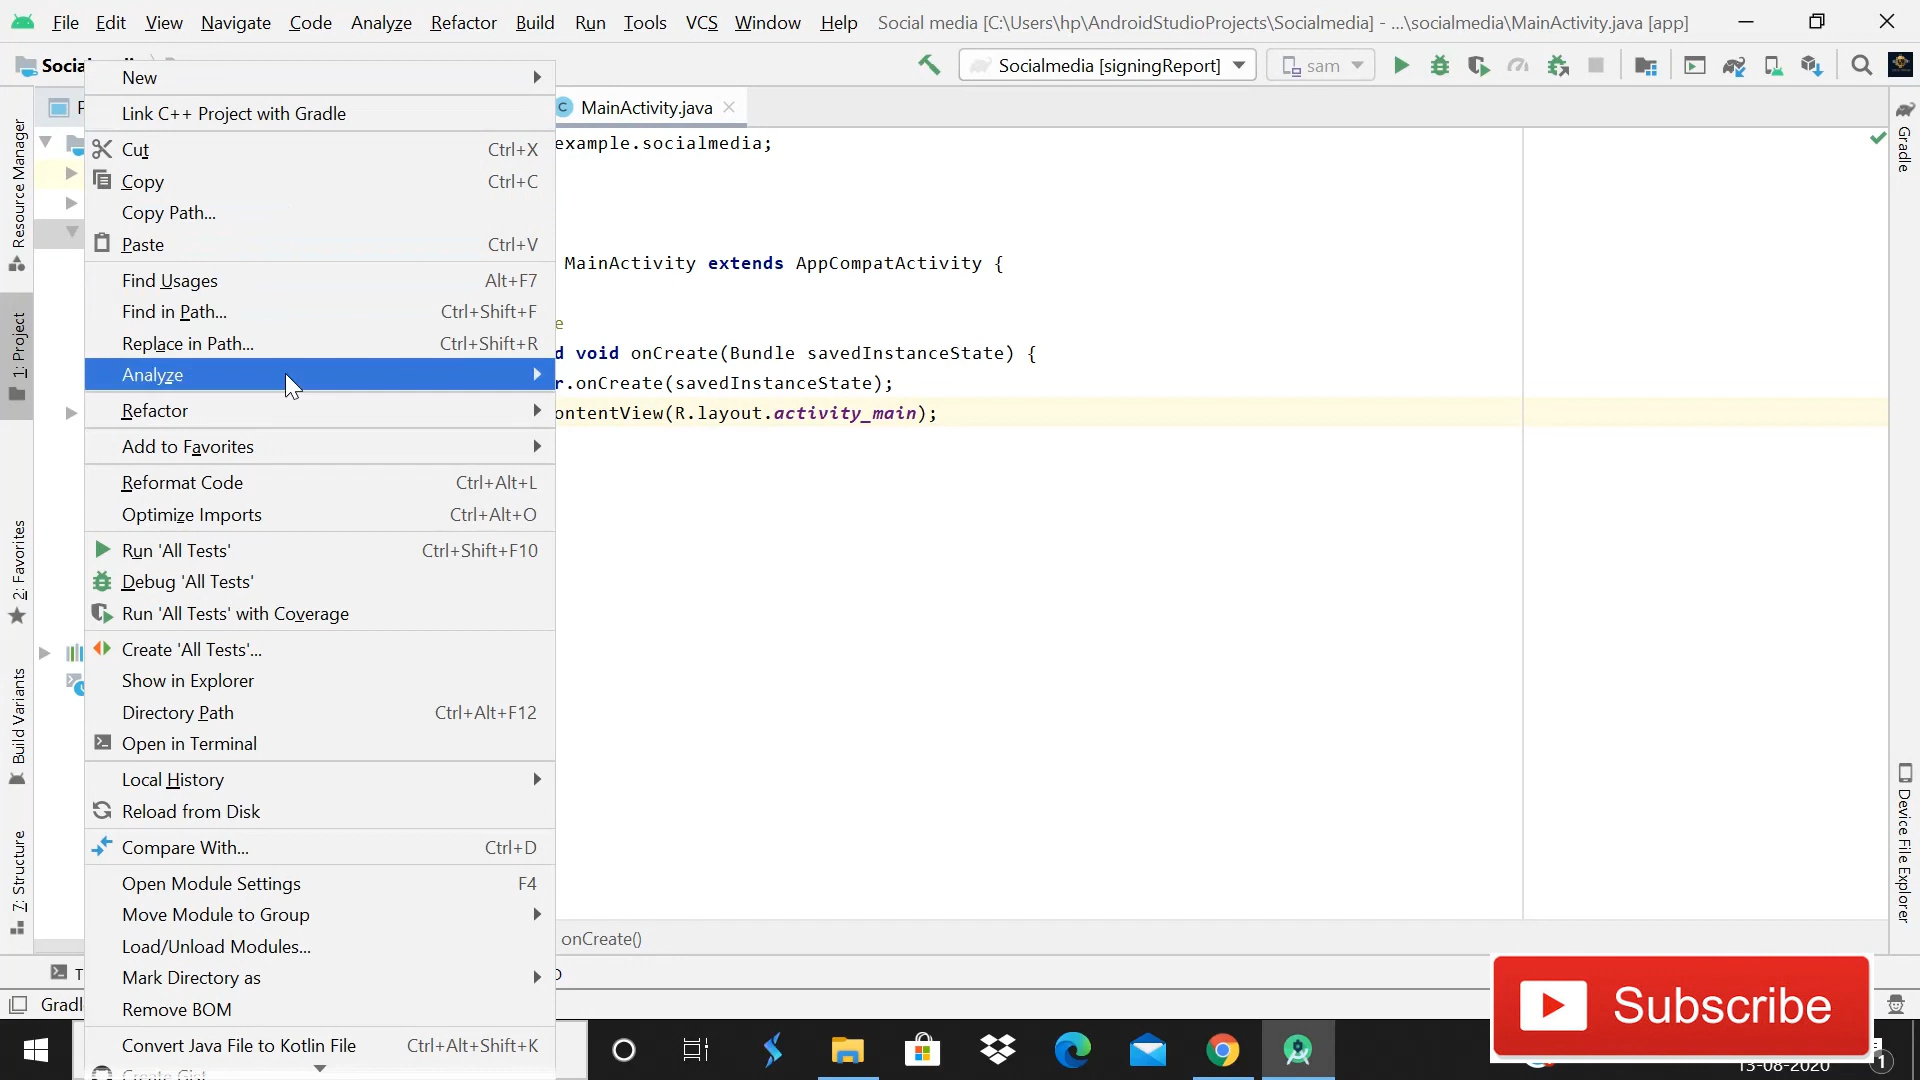 File Edit View Navigate Code Analyze Refactor Build Run Tools VCS Window Help Social media [C:\Users\hp\AndroidStudioProjects\Socialmedia] - ...\socialmedia\MainActivity.java [app]
Socialmedia [signingReport]
sam
New
Link C++ Project with Gradle
Cut Ctrl+X
Copy Ctrl+C
Copy Path...
Paste Ctrl+V
Find Usages Alt+F7
Find in Path... Ctrl+Shift+F
Replace in Path... Ctrl+Shift+R
Analyze
Refactor
Add to Favorites
Reformat Code Ctrl+Alt+L
Optimize Imports Ctrl+Alt+O
Run 'All Tests' Ctrl+Shift+F10
Debug 'All Tests'
Run 'All Tests' with Coverage
Create 'All Tests'...
Show in Explorer
Directory Path Ctrl+Alt+F12
Open in Terminal
Local History
Reload from Disk
Compare With... Ctrl+D
Open Module Settings F4
Move Module to Group
Load/Unload Modules...
Mark Directory as
Remove BOM
Convert Java File to Kotlin File Ctrl+Alt+Shift+K
MainActivity.java
example.socialmedia;
MainActivity extends AppCompatActivity {
e
d void onCreate(Bundle savedInstanceState) {
r.onCreate(savedInstanceState);
ontentView(R.layout.activity_main);
onCreate()
Resource Manager
1: Project
2: Favorites
Build Variants
7: Structure
Gradle
Device File Explorer
Subscribe
13-08-2020
1